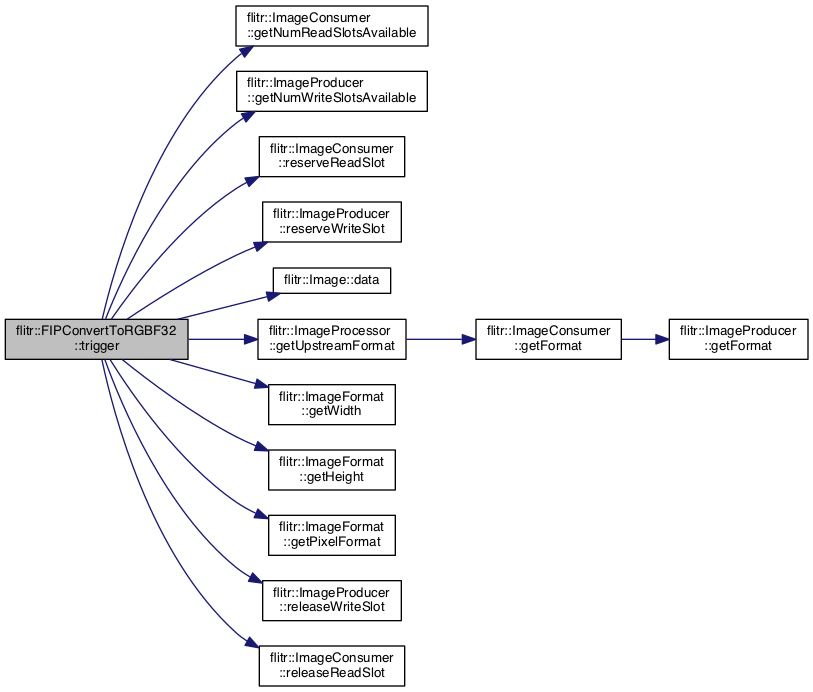 flitr::ImageConsumer
::getNumReadSlotsAvailable
flitr::ImageProducer
::getNumWriteSlotsAvailable
flitr::ImageConsumer
::reserveReadSlot
flitr::ImageProducer
::reserveWriteSlot
flitr::Image::data
flitr::FIPConvertToRGBF32
::trigger
flitr::ImageProcessor
::getUpstreamFormat
flitr::ImageConsumer
::getFormat
flitr::ImageProducer
::getFormat
flitr::ImageFormat
::getWidth
flitr::ImageFormat
::getHeight
flitr::ImageFormat
::getPixelFormat
flitr::ImageProducer
::releaseWriteSlot
flitr::ImageConsumer
::releaseReadSlot